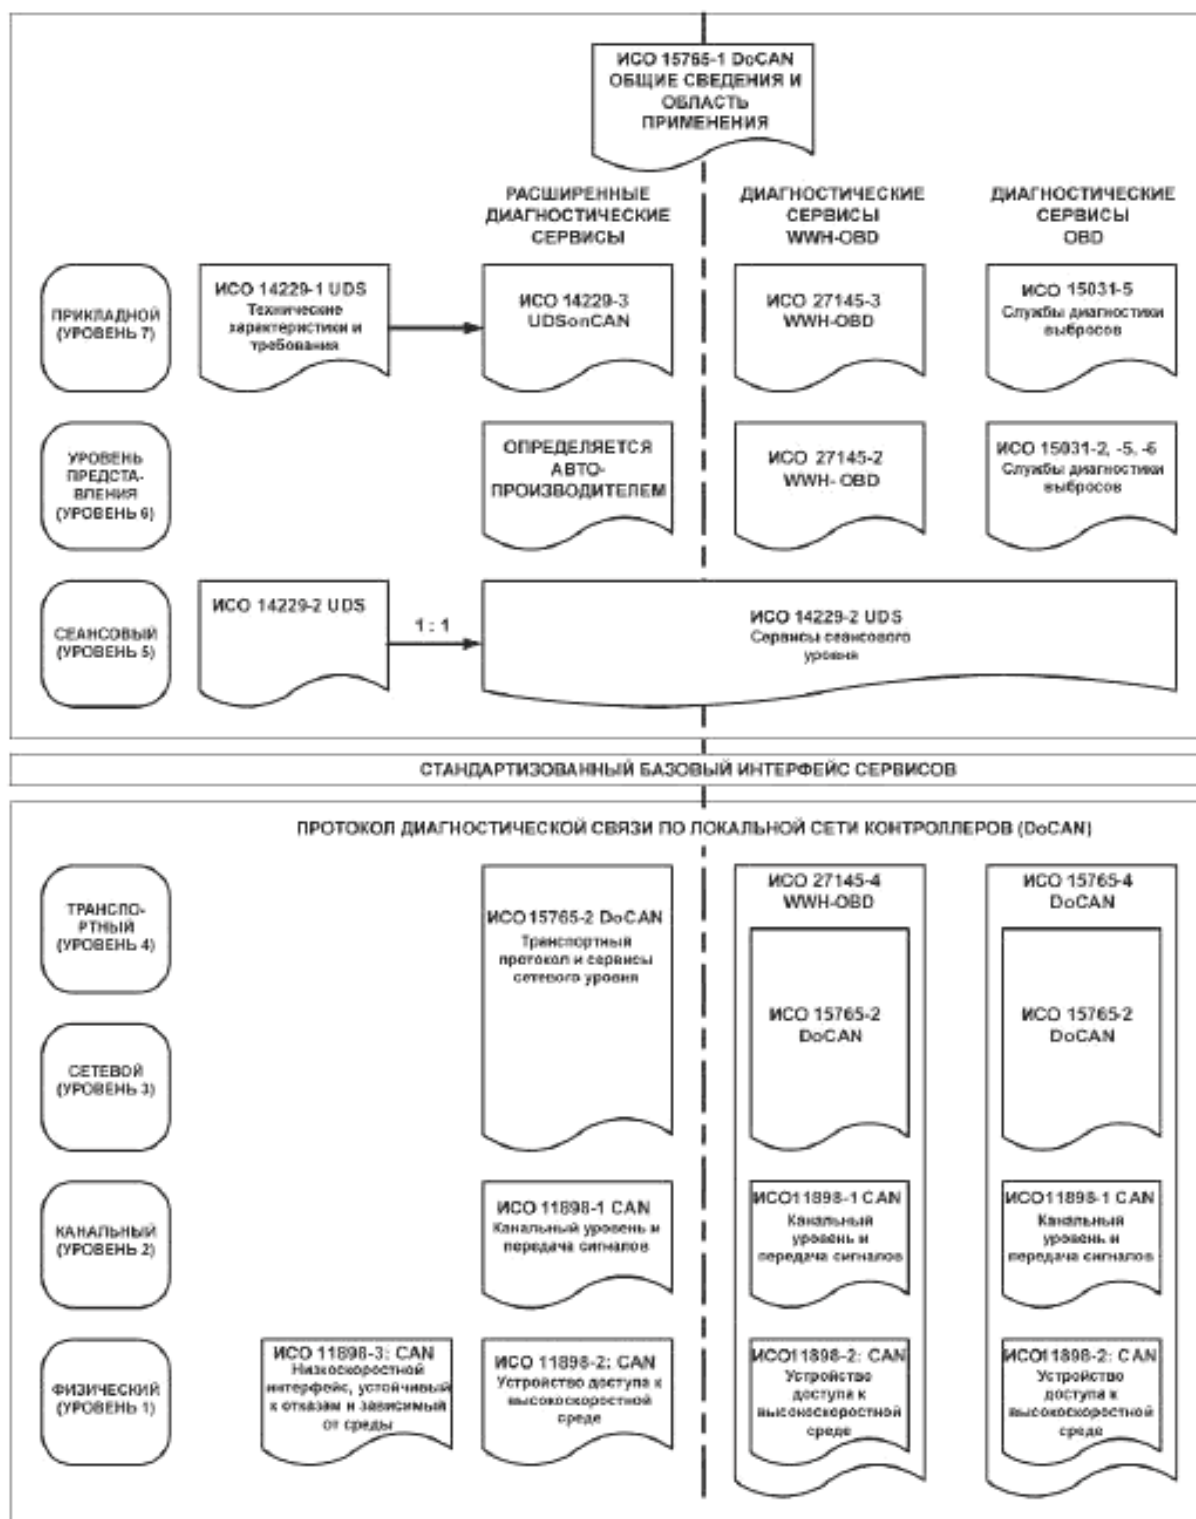 ИСО 15765-1 DoCAN
ОБЩИЕ СВЕДЕНИЯ И
ОБЛАСТЬ
ПРИМЕНЕНИЯ
РАСШИРЕННЫЕ
ДИАГНОСТИЧЕСКИЕ
СЕРВИСЫ
ДИАГНОСТИЧЕСКИЕ
СЕРВИСЫ
WWH-OBD
ДИАГНОСТИЧЕСКИЕ
СЕРВИСЫ
OBD
ПРИКЛАДНОЙ
(УРОВЕНЬ 7)
ИСО 14229-1 UDS
Технические
характеристики и
требования
ИСО 14229-3
UDSonCAN
ИСО 27145-3
WWH-OBD
ИСО 15031-5
Службы диагностики
выбросов
УРОВЕНЬ
ПРЕДСТА-
ВЛЕНИЯ
(УРОВЕНЬ 6)
ОПРЕДЕЛЯЕТСЯ
АВТО-
ПРОИЗВОДИТЕЛЕМ
ИСО 27145-2
WWH- OBD
ИСО 15031-2, -5, -6
Службы диагностики
выбросов
СЕАНСОВЫЙ
(УРОВЕНЬ 5)
ИСО 14229-2 UDS
1 : 1
ИСО 14229-2 UDS
Сервисы сеансового
уровня
СТАНДАРТИЗОВАННЫЙ БАЗОВЫЙ ИНТЕРФЕЙС СЕРВИСОВ
ПРОТОКОЛ ДИАГНОСТИЧЕСКОЙ СВЯЗИ ПО ЛОКАЛЬНОЙ СЕТИ КОНТРОЛЛЕРОВ (DoCAN)
ТРАНСПО-
РТНЫЙ
(УРОВЕНЬ 4)
ИСО 15765-2 DoCAN
Транспортный
протокол и сервисы
сетевого уровня
ИСО 27145-4
WWH-OBD
ИСО 15765-4
DoCAN
ИСО 15765-2
DoCAN
ИСО 15765-2
DoCAN
СЕТЕВОЙ
(УРОВЕНЬ 3)
КАНАЛЬНЫЙ
(УРОВЕНЬ 2)
ИСО 11898-1 CAN
Канальный уровень и
передача сигналов
ИСО11898-1 CAN
Канальный
уровень и
передача сигналов
ИСО11898-1 CAN
Канальный
уровень и
передача сигналов
ФИЗИЧЕСКИЙ
(УРОВЕНЬ 1)
ИСО 11898-3: CAN
Низкоскоростной
интерфейс, устойчивый
к отказам и зависимый
от среды
ИСО 11898-2: CAN
Устройство доступа к
высокоскоростной
среде
ИСО11898-2: CAN
Устройство
доступа к
высокоскоростной
среде
ИСО11898-2: CAN
Устройство
доступа к
высокоскоростной
среде